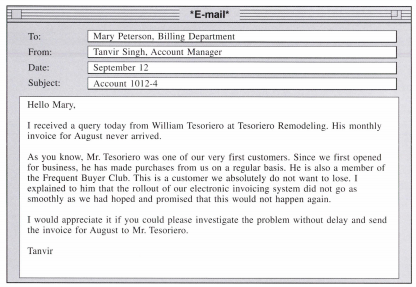 *E-mail*
To: Mary Peterson, Billing Department
From: Tanvir Singh, Account Manager
Date: September 12
Subject: Account 1012-4
Hello Mary,
I received a query today from William Tesoriero at Tesoriero Remodeling. His monthly
invoice for August never arrived.
As you know, Mr. Tesoriero was one of our very first customers. Since we first opened
for business, he has made purchases from us on a regular basis. He is also a member of
the Frequent Buyer Club. This is a customer we absolutely do not want to lose. I
explained to him that the rollout of our electronic invoicing system did not go as
smoothly as we had hoped and promised that this would not happen again.
I would appreciate it if you could please investigate the problem without delay and send
the invoice for August to Mr. Tesoriero.
Tanvir